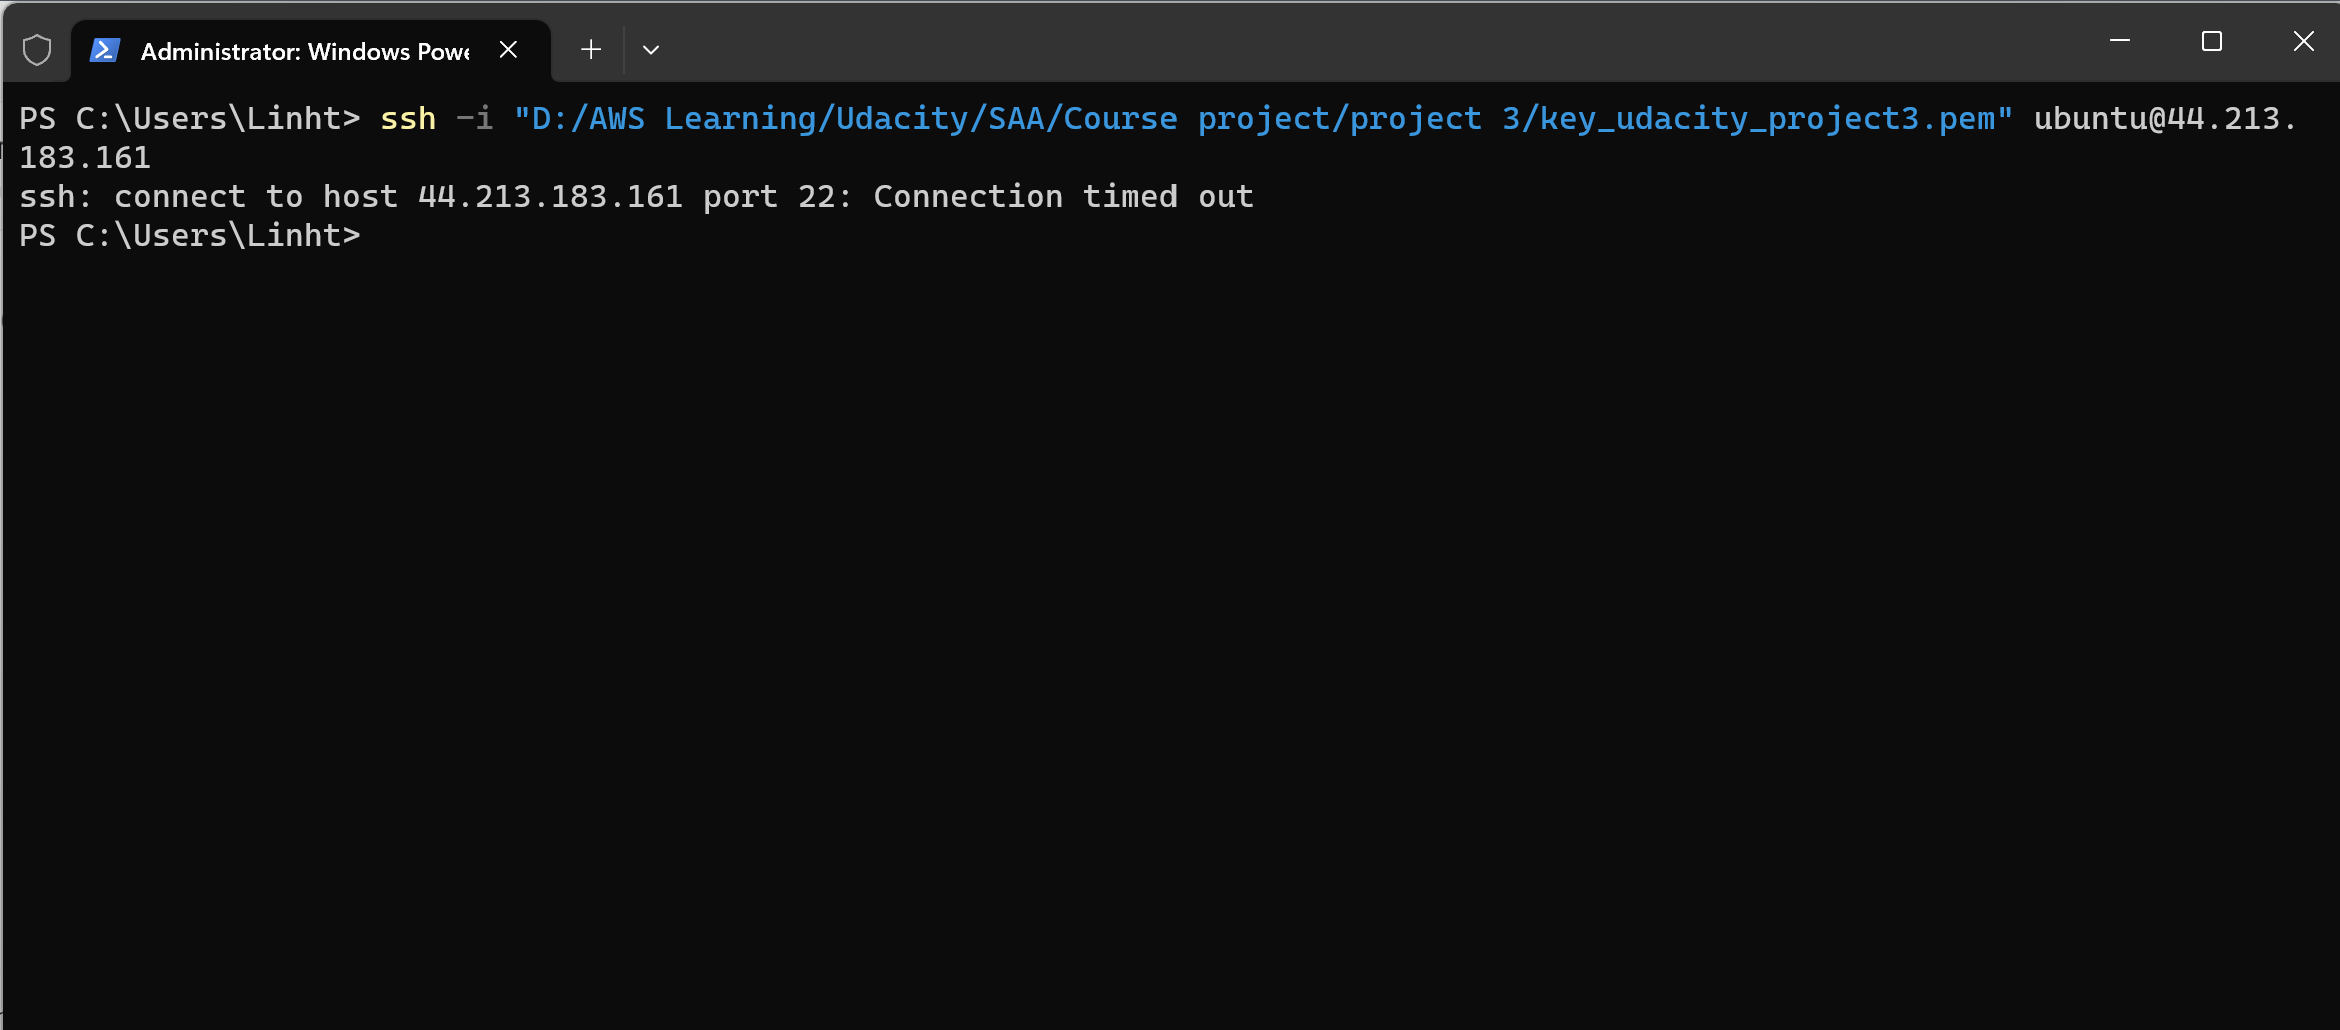 Administrator: Windows Powe
PS C:\Users\Linht> ssh -i "D:/AWS Learning/Udacity/SAA/Course project/project 3/key_udacity_project3.pem" ubuntu@44.213.
183.161
ssh: connect to host 44.213.183.161 port 22: Connection timed out
PS C:\Users\Linht>